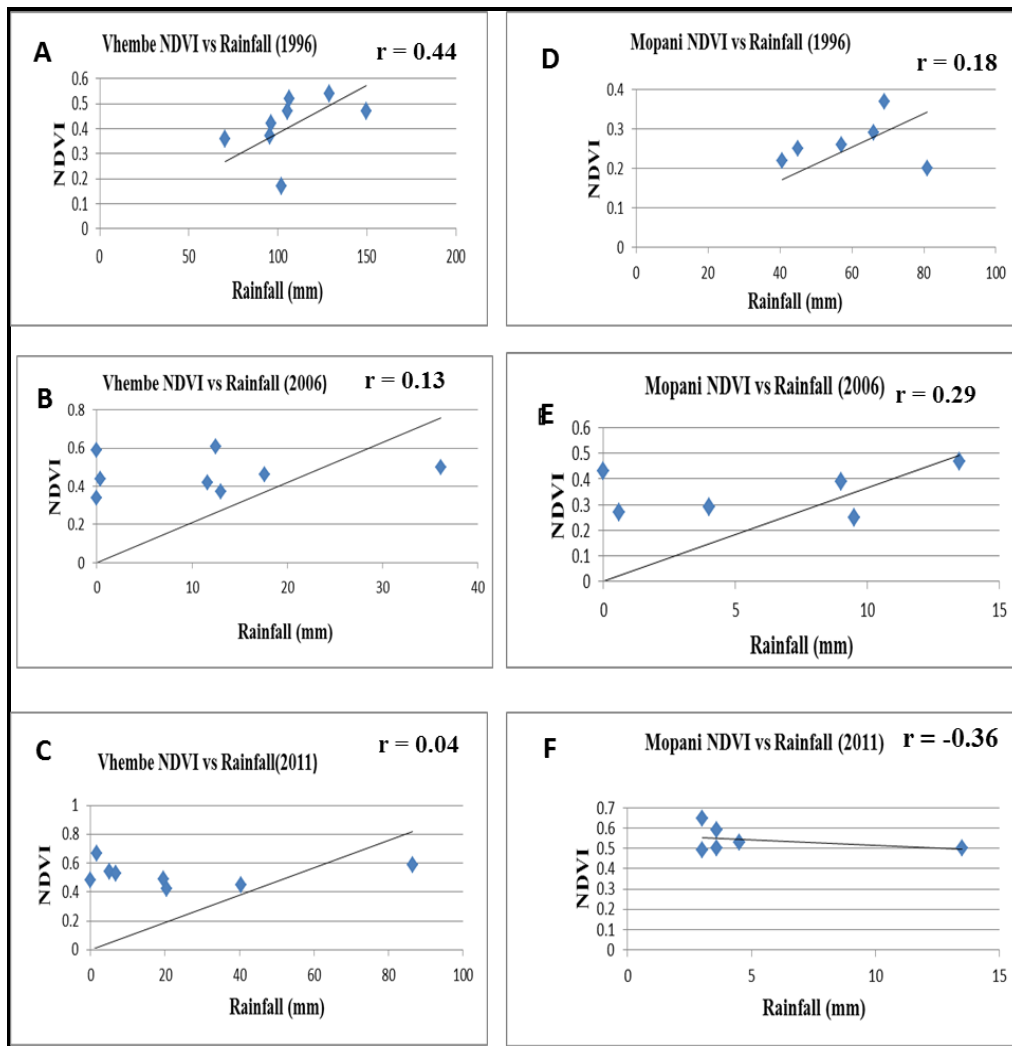 A
Vhembe NDVI vs Rainfall (1996)
r = 0.44
0.6
0.5
0.4
0.3
0.2
0.1
0
NDVI
0 50 100 150 200
Rainfall (mm)
D
Mopani NDVI vs Rainfall (1996)
r = 0.18
0.4
0.3
0.2
0.1
0
NDVI
0 20 40 60 80 100
Rainfall (mm)
B
Vhembe NDVI vs Rainfall (2006)
r = 0.13
0.8
0.6
0.4
0.2
0
NDVI
0 10 20 30 40
Rainfall (mm)
E
Mopani NDVI vs Rainfall (2006)
r = 0.29
0.6
0.5
0.4
0.3
0.2
0.1
0
NDVI
0 5 10 15
Rainfall (mm)
C
Vhembe NDVI vs Rainfall(2011)
r = 0.04
1
0.8
0.6
0.4
0.2
0
NDVI
0 20 40 60 80 100
Rainfall (mm)
F
Mopani NDVI vs Rainfall (2011)
r = -0.36
0.7
0.6
0.5
0.4
0.3
0.2
0.1
0
NDVI
0 5 10 15
Rainfall (mm)